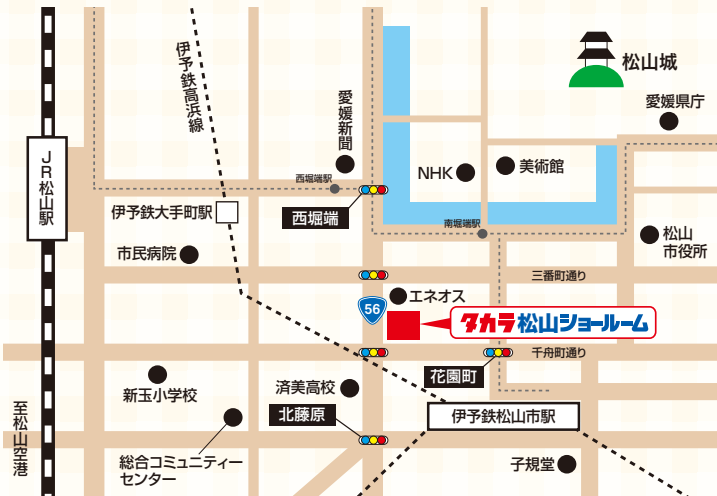 伊予鉄高浜線
松山城
愛媛県庁
愛媛新聞
NHK
美術館
JR松山駅
西堀端駅
伊予鉄大手町駅
西堀端
南堀端駅
松山
市役所
市民病院
三番町通り
エネオス
56
タカラ松山ショールーム
千舟町通り
花園町
新玉小学校
済美高校
北藤原
伊予鉄松山市駅
至松山空港
総合コミュニティー
センター
子規堂